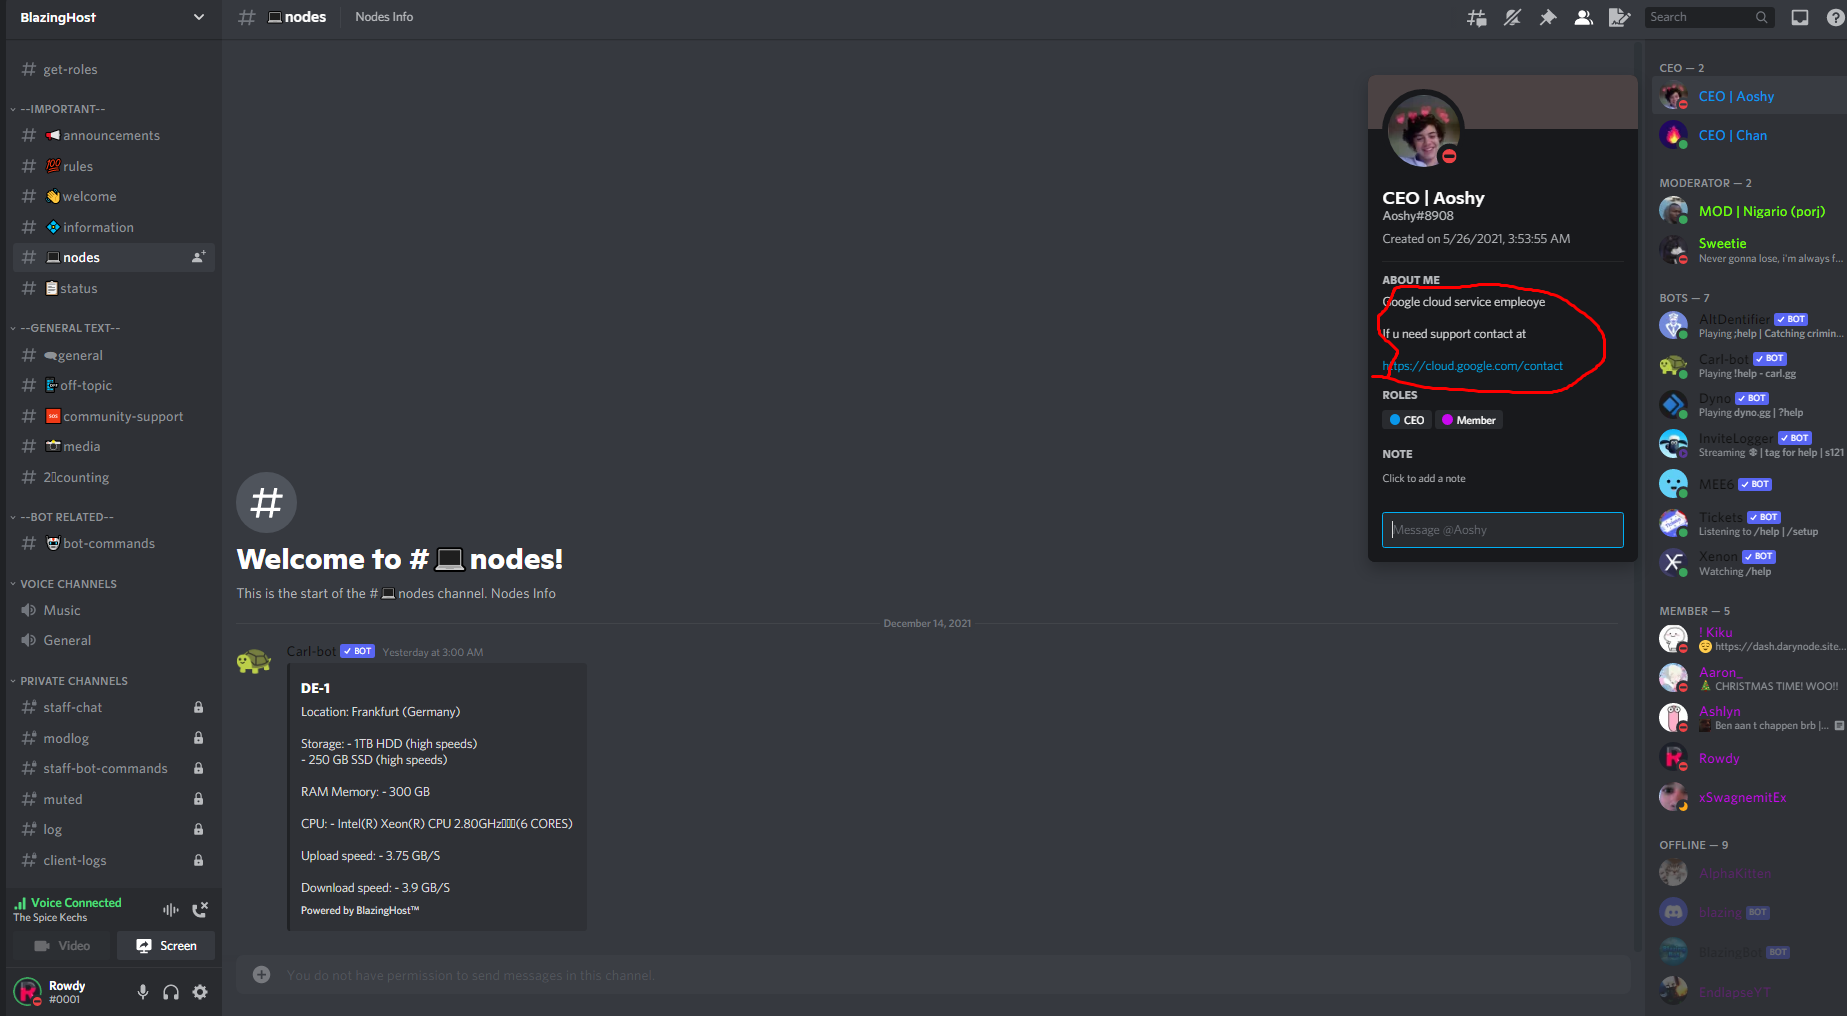 BlazingHost
get-roles
--IMPORTANT--
announcements
rules
welcome
information
nodes
status
--GENERAL TEXT--
general
off-topic
community-support
media
counting
--BOT RELATED--
bot-commands
VOICE CHANNELS
Music
General
PRIVATE CHANNELS
staff-chat
modlog
staff-bot-commands
muted
log
client-logs
Voice Connected
The Spice Kechs
Video
Screen
Rowdy
#0001
# nodes
Nodes Info
Search
Welcome to # nodes!
This is the start of the # nodes channel. Nodes Info
December 14, 2021
Carl-bot BOT Yesterday at 3:00 AM
DE-1
Location: Frankfurt (Germany)
Storage: - 1TB HDD (high speeds)
- 250 GB SSD (high speeds)
RAM Memory: - 300 GB
CPU: - Intel(R) Xeon(R) CPU 2.80GHz (6 CORES)
Upload speed: - 3.75 GB/S
Download speed: - 3.9 GB/S
Powered by BlazingHost™
You do not have permission to send messages in this channel.
CEO | Aoshy
Aoshy#8908
Created on 5/26/2021, 3:53:55 AM
ABOUT ME
Google cloud service empleoye
If u need support contact at
https://cloud.google.com/contact
ROLES
CEO
Member
NOTE
Click to add a note
Message @Aoshy
CEO — 2
CEO | Aoshy
CEO | Chan
MODERATOR — 2
MOD | Nigario (porj)
Sweetie
Never gonna lose, i'm always f...
BOTS — 7
AltDentifier BOT
Playing ;help | Catching crimin...
Carl-bot BOT
Playing !help - carl.gg
Dyno BOT
Playing dyno.gg | ?help
InviteLogger BOT
Streaming | tag for help | s121
MEE6 BOT
Tickets BOT
Listening to /help | /setup
Xenon BOT
Watching /help
MEMBER — 5
! Kiku
https://dash.darynode.site...
Aaron_
CHRISTMAS TIME! WOO!!
Ashlyn
Ben aan t chappen brb |...
Rowdy
xSwagnemitEx
OFFLINE — 9
AlphaKitten
blazing BOT
BlazingBot BOT
EndlapseYT